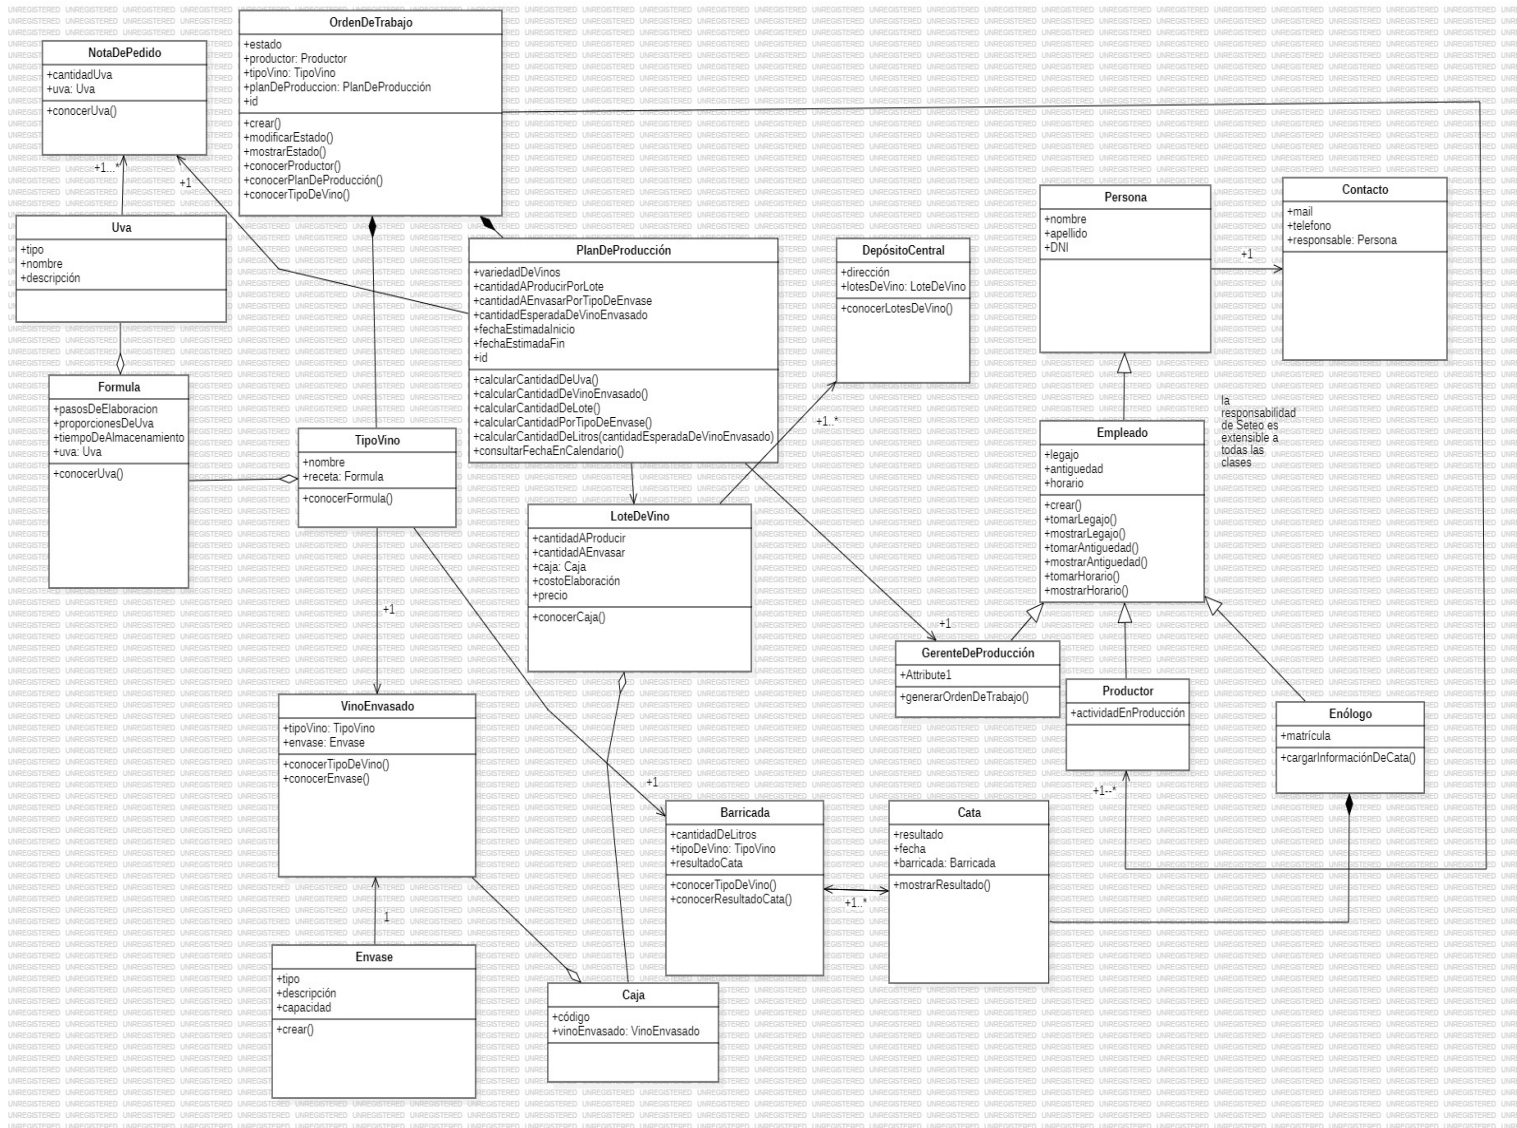 OrdenDeTrabajo
+estado
+productor: Productor
+tipoVino: TipoVino
+planDeProduccion: PlanDeProducción
+id
+crear()
+modificarEstado()
+mostrarEstado()
+conocerProductor()
+conocerPlanDeProducción()
+conocerTipoDeVino()
NotaDePedido
+cantidadUva
+uva: Uva
+conocerUva()
+1...*
+1
Uva
+tipo
+nombre
+descripción
Formula
+pasosDeElaboracion
+proporcionesDeUva
+tiempoDeAlmacenamiento
+uva: Uva
+conocerUva()
TipoVino
+nombre
+receta: Formula
+conocerFormula()
PlanDeProducción
+variedadDeVinos
+cantidadAProducirPorLote
+cantidadAEnvasarPorTipoDeEnvase
+cantidadEsperadaDeVinoEnvasado
+fechaEstimadaInicio
+fechaEstimadaFin
+id
+calcularCantidadDeUva()
+calcularCantidadDeVinoEnvasado()
+calcularCantidadDeLote()
+calcularCantidadPorTipoDeEnvase()
+calcularCantidadDeLitros(cantidadEsperadaDeVinoEnvasado)
+consultarFechaEnCalendario()
DepósitoCentral
+dirección
+lotesDeVino: LoteDeVino
+conocerLotesDeVino()
+1..*
Persona
+nombre
+apellido
+DNI
+1
Contacto
+mail
+telefono
+responsable: Persona
la
responsabilidad
de Seteo es
extensible a
todas las
clases
Empleado
+legajo
+antiguedad
+horario
+crear()
+tomarLegajo()
+mostrarLegajo()
+tomarAntiguedad()
+mostrarAntiguedad()
+tomarHorario()
+mostrarHorario()
LoteDeVino
+cantidadAProducir
+cantidadAEnvasar
+caja: Caja
+costoElaboración
+precio
+conocerCaja()
+1
+1
GerenteDeProducción
+Attribute1
+generarOrdenDeTrabajo()
Productor
+actividadEnProducción
+1--*
Enólogo
+matrícula
+cargarInformaciónDeCata()
VinoEnvasado
+tipoVino: TipoVino
+envase: Envase
+conocerTipoDeVino()
+conocerEnvase()
+1
Barricada
+cantidadDeLitros
+tipoDeVino: TipoVino
+resultadoCata
+conocerTipoDeVino()
+conocerResultadoCata()
+1..*
Cata
+resultado
+fecha
+barricada: Barricada
+mostrarResultado()
1
Envase
+tipo
+descripción
+capacidad
+crear()
Caja
+código
+vinoEnvasado: VinoEnvasado
UNREGISTERED